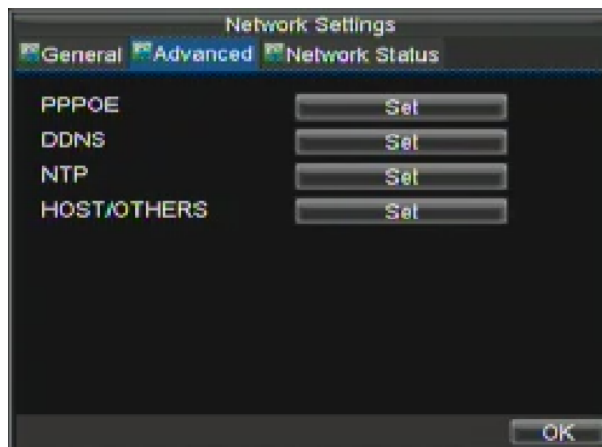 Network Settings
General Advanced Network Status
PPPOE Set
DDNS Set
NTP Set
HOST/OTHERS Set
OK